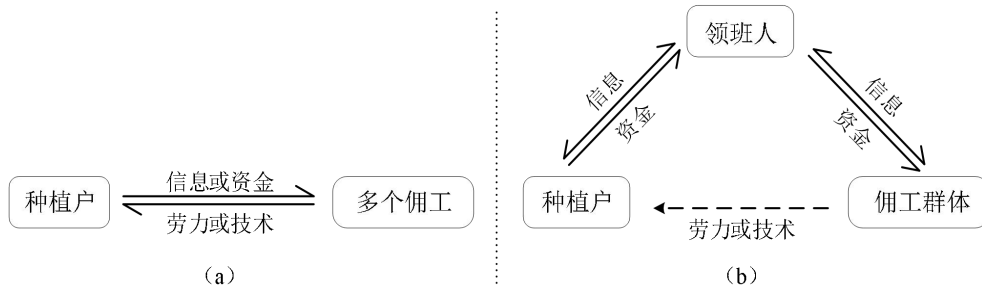 种植户
信息或资金
劳力或技术
多个佣工
（a）
领班人
信息
资金
信息
资金
种植户
劳力或技术
佣工群体
（b）